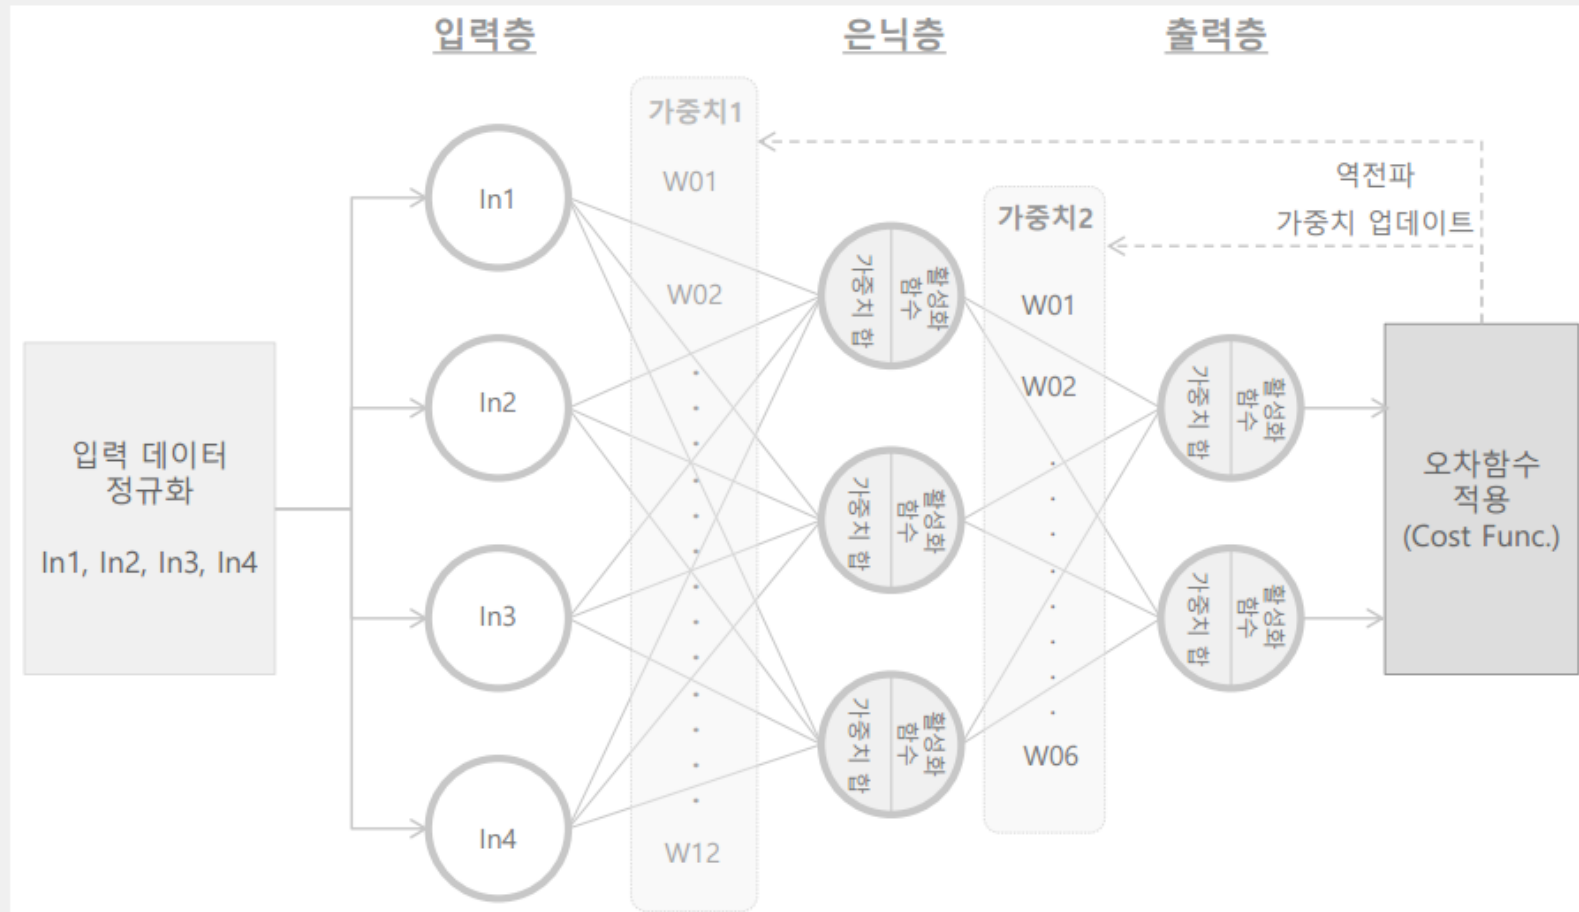 입력층
은닉층
출력층
입력 데이터
정규화
In1, In2, In3, In4
In1
In2
In3
In4
가중치1
W01
W02
W12
가중치 합
활성화
함수
가중치 합
활성화
함수
가중치 합
활성화
함수
가중치2
W01
W02
W06
가중치 합
활성화
함수
가중치 합
활성화
함수
역전파
가중치 업데이트
오차함수
적용
(Cost Func.)